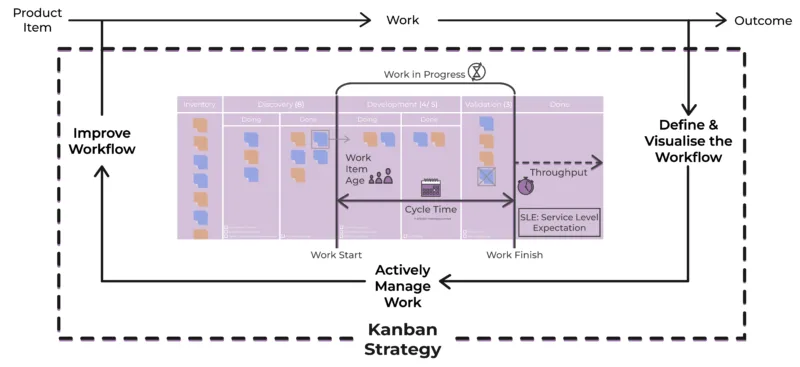 Product
Item
Work
Outcome
Work in Progress
Inventory
Discovery (8)
Development (4/ 5)
Validation (3)
Done
Doing
Done
Doing
Done
Improve
Workflow
Define &
Visualise the
Workflow
Work
Item
Age
Throughput
Cycle Time
SLE: Service Level
Expectation
Work Start
Work Finish
Actively
Manage
Work
Kanban
Strategy